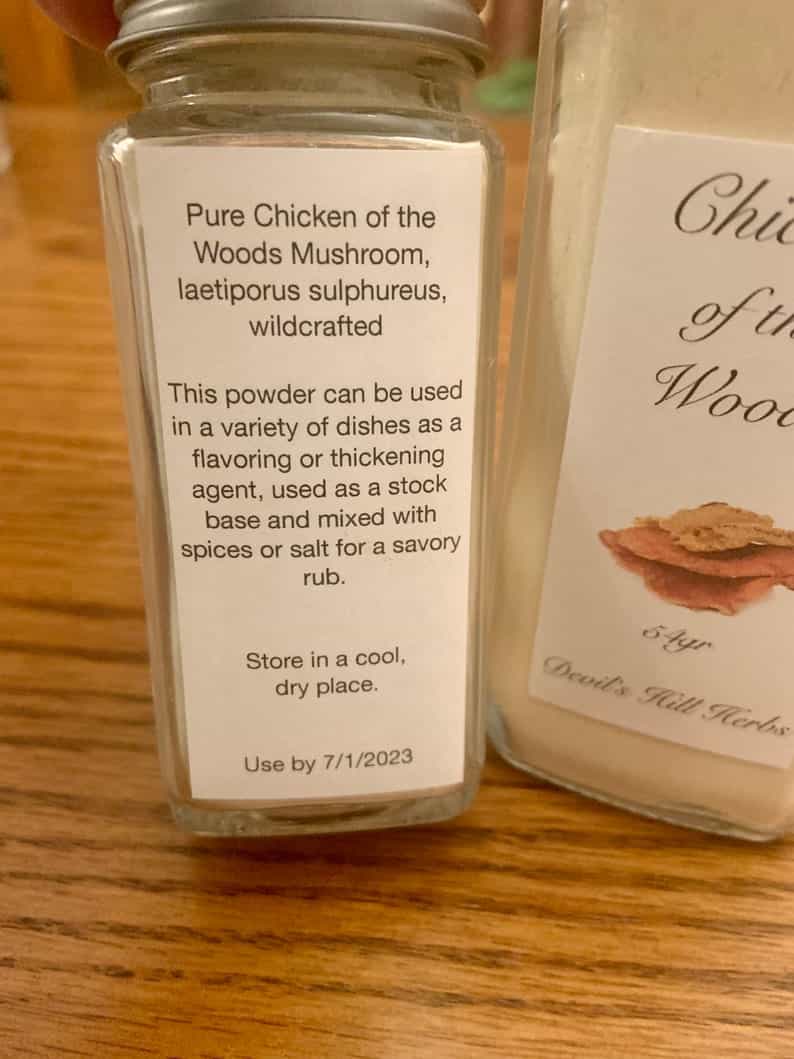 Pure Chicken of the
Woods Mushroom,
laetiporus sulphureus,
wildcrafted
This powder can be used
in a variety of dishes as a
flavoring or thickening
agent, used as a stock
base and mixed with
spices or salt for a savory
rub.
Store in a cool,
dry place.
Use by 7/1/2023
Chic
of th
Wood
54gr
Devil's Hill Herbs